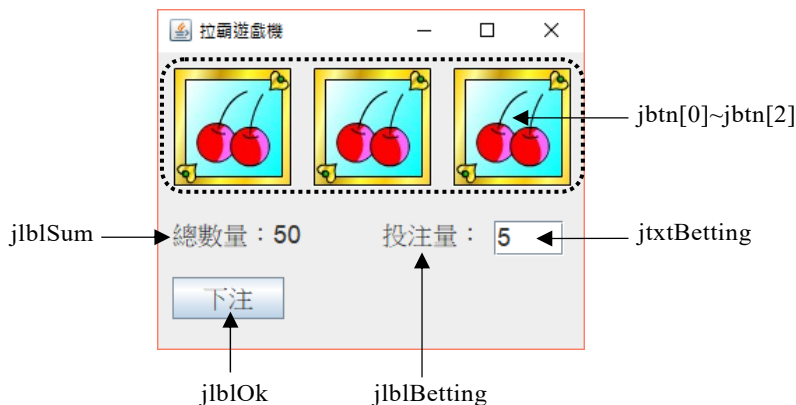 拉霸遊戲機
jbtn[0]~jbtn[2]
jlblSum
總數量：50
投注量：
5
jtxtBetting
下注
jlblOk
jlblBetting